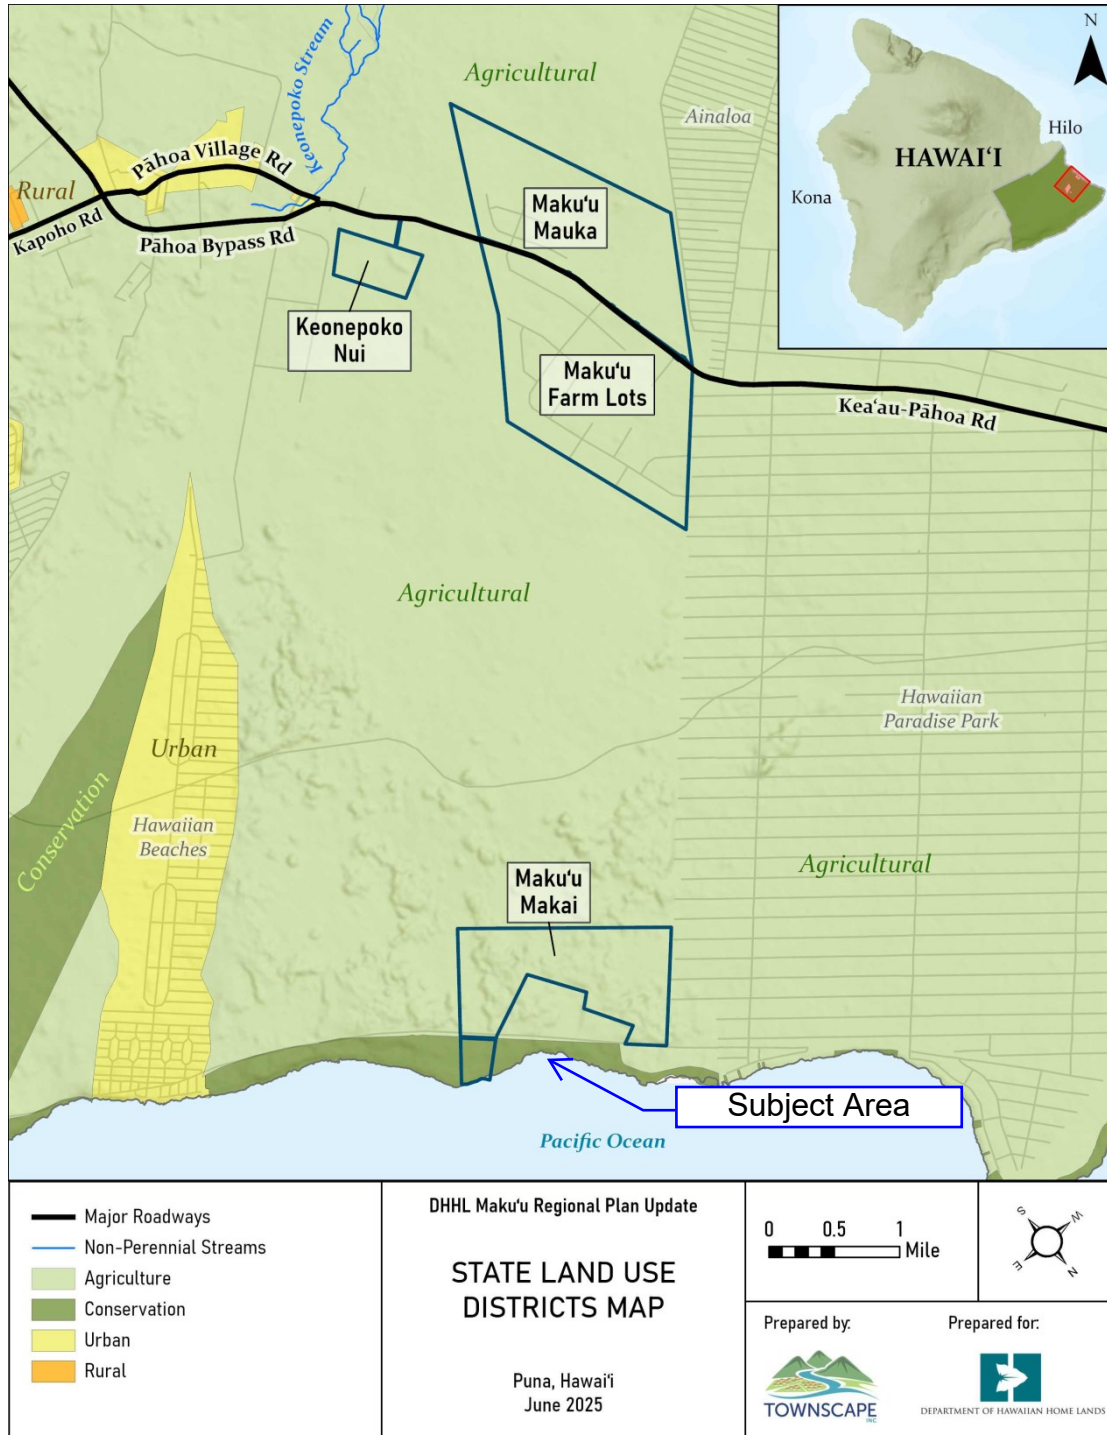 Agricultural
Ainaloa
Keonepoko Stream
Pāhoa Village Rd
Rural
Kapoho Rd
Pāhoa Bypass Rd
Makuʻu
Mauka
Keonepoko
Nui
Makuʻu
Farm Lots
Keaʻau-Pāhoa Rd
N
Hilo
HAWAIʻI
Kona
Agricultural
Hawaiian
Paradise Park
Urban
Conservation
Hawaiian
Beaches
Makuʻu
Makai
Agricultural
Subject Area
Pacific Ocean
Major Roadways
Non-Perennial Streams
Agriculture
Conservation
Urban
Rural
DHHL Makuʻu Regional Plan Update
STATE LAND USE
DISTRICTS MAP
Puna, Hawaiʻi
June 2025
0 0.5 1
Mile
S W
E N
Prepared by:
TOWNSCAPE
INC
Prepared for:
DEPARTMENT OF HAWAIIAN HOME LANDS